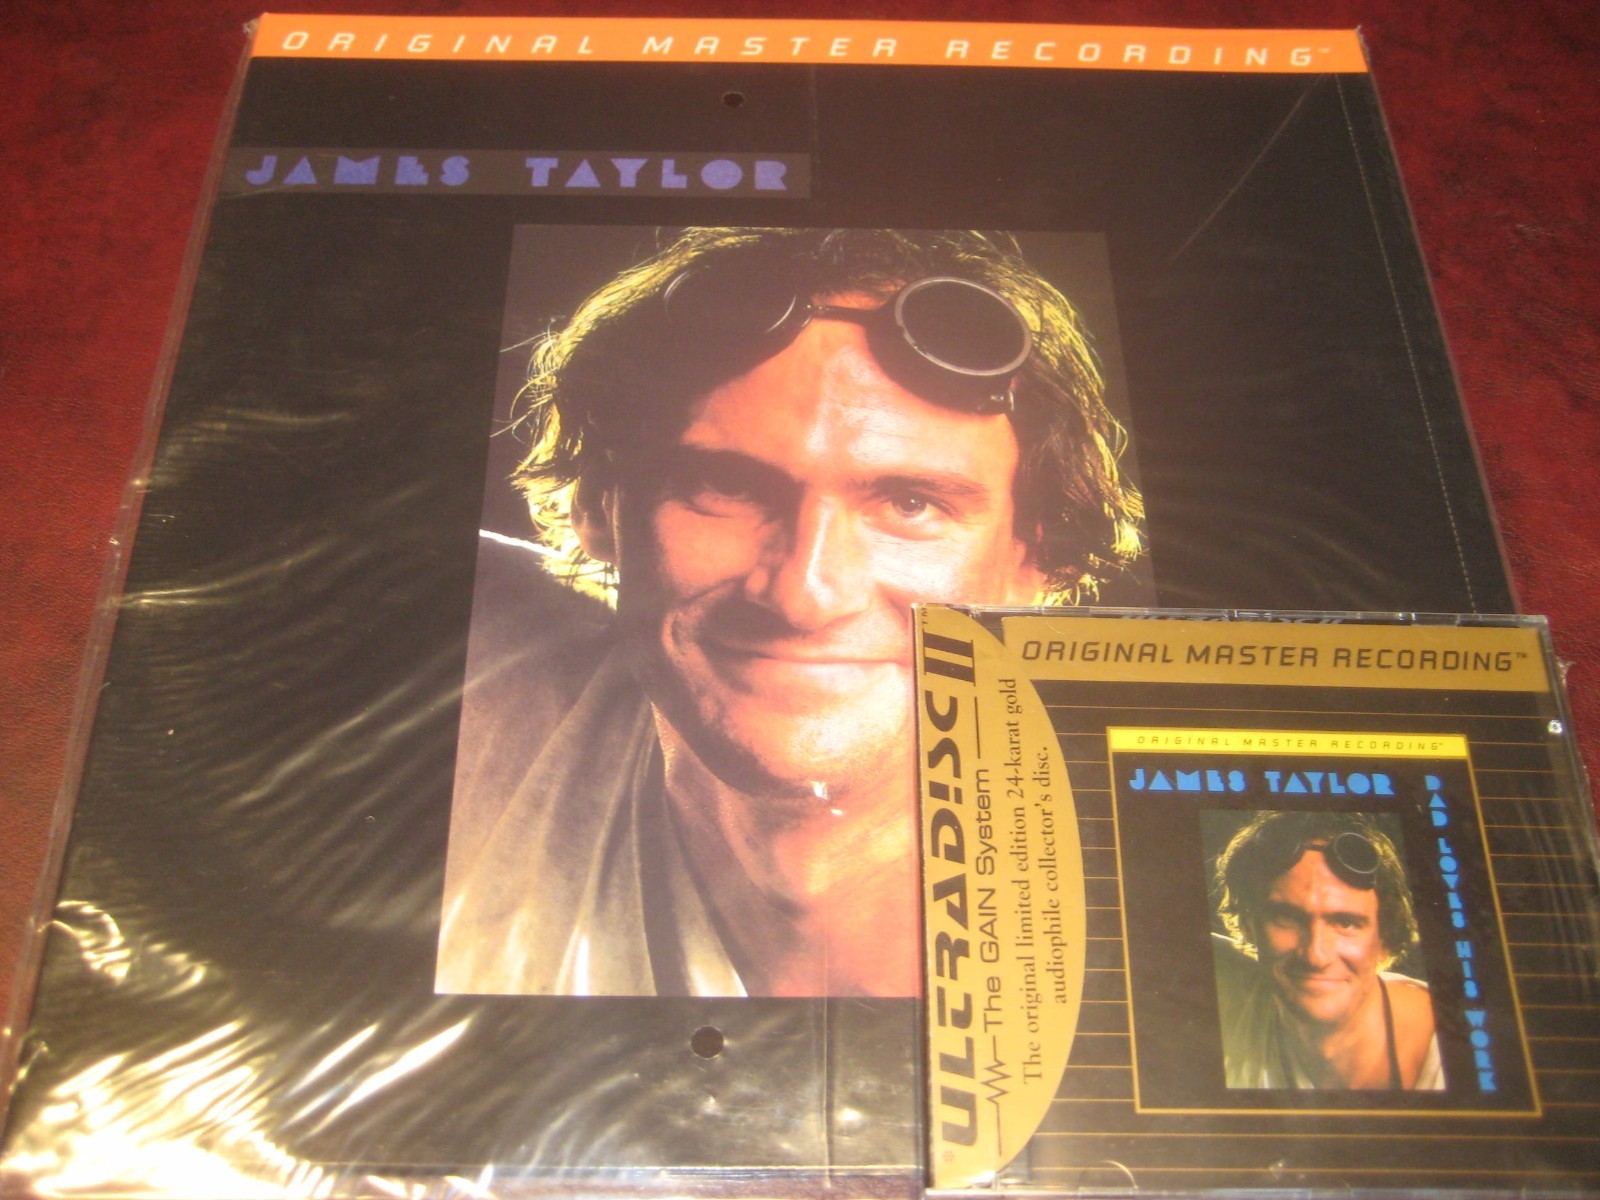 ORIGINAL MASTER RECORDING™
JAMES TAYLOR
ORIGINAL MASTER RECORDING™
ULTRADISC II™
The GAIN System
The original limited edition 24-karat gold
audiophile collector's disc.
ORIGINAL MASTER RECORDING™
JAMES TAYLOR
DAD LOVES HIS WORK